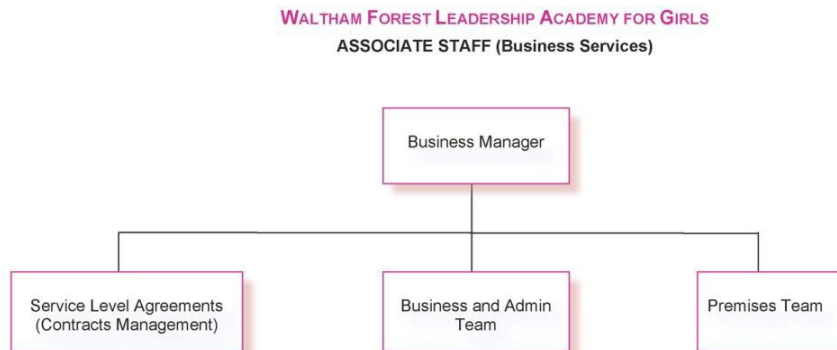 WALTHAM FOREST LEADERSHIP ACADEMY FOR GIRLS
ASSOCIATE STAFF (Business Services)
Business Manager
Service Level Agreements
(Contracts Management)
Business and Admin
Team
Premises Team